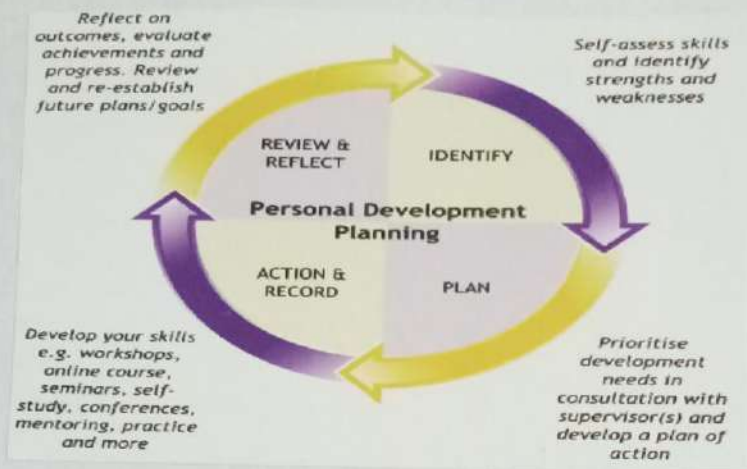 Reflect on
outcomes, evaluate
achievements and
progress. Review
and re-establish
future plans/goals
Self-assess skills
and identify
strengths and
weaknesses
REVIEW &
REFLECT
IDENTIFY
Personal Development
Planning
ACTION &
RECORD
PLAN
Develop your skills
e.g. workshops,
online course,
seminars, self-
study, conferences,
mentoring, practice
and more
Prioritise
development
needs in
consultation with
supervisor(s) and
develop a plan of
action